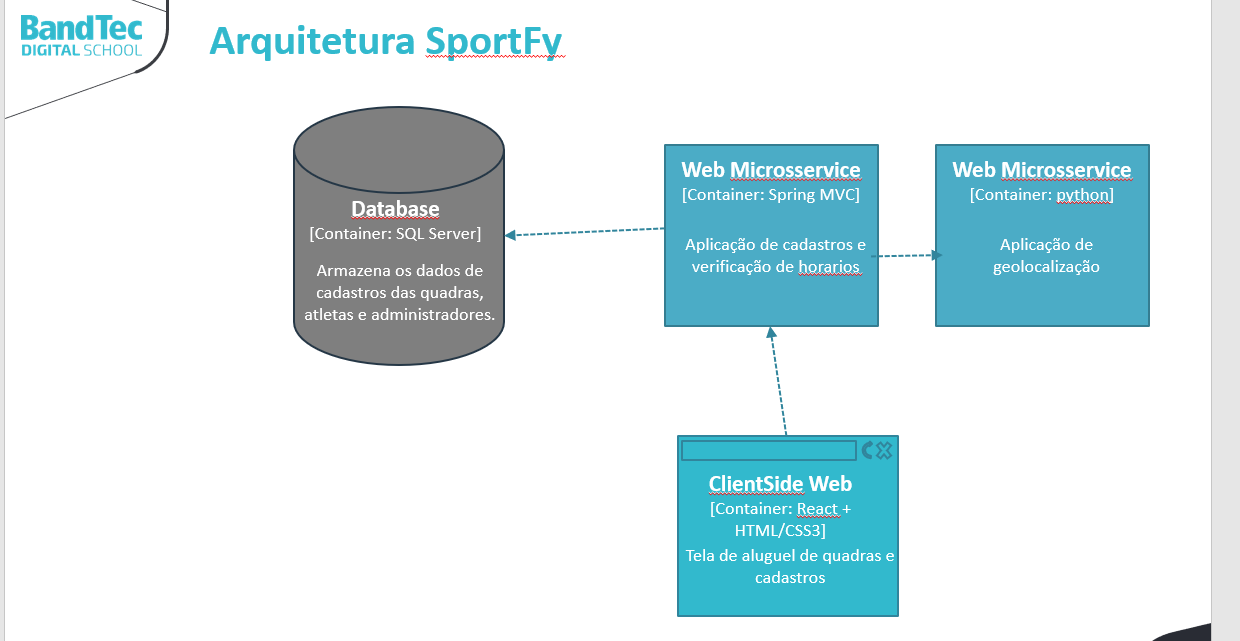 BandTec
DIGITAL SCHOOL
Arquitetura SportFy
Database
[Container: SQL Server]
Armazena os dados de
cadastros das quadras,
atletas e administradores.
Web Microsservice
[Container: Spring MVC]
Aplicação de cadastros e
verificação de horarios
Web Microsservice
[Container: python]
Aplicação de
geolocalização
ClientSide Web
[Container: React +
HTML/CSS3]
Tela de aluguel de quadras e
cadastros